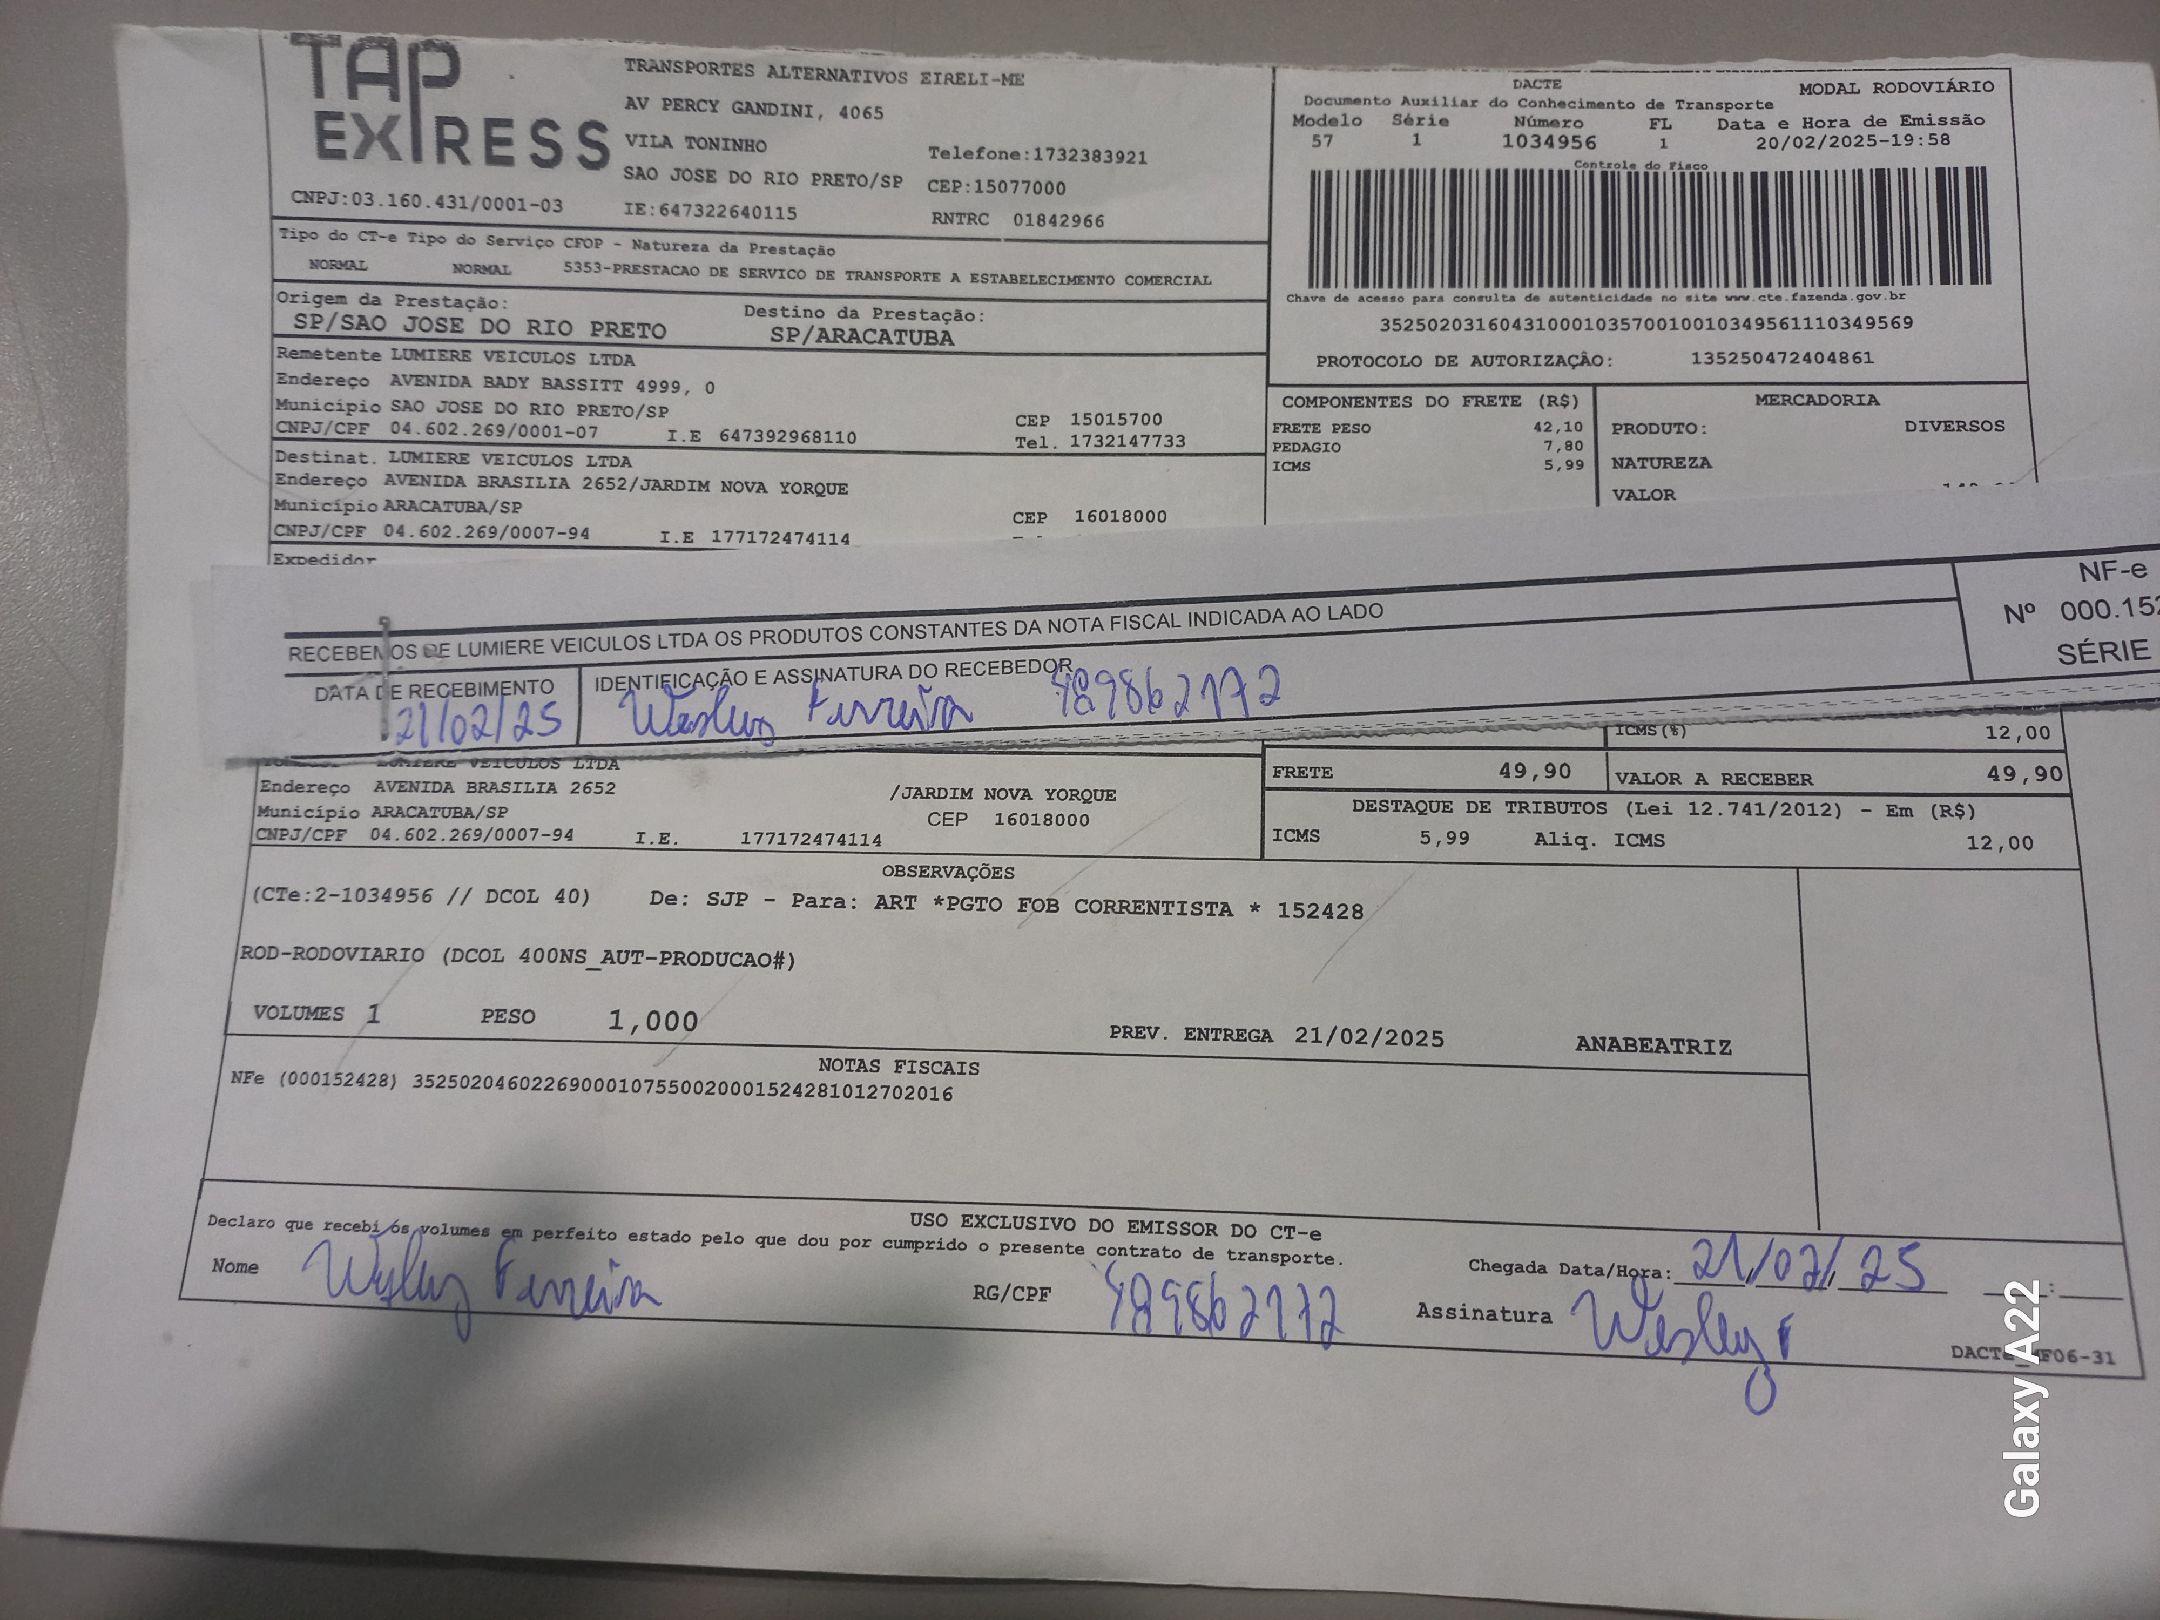 TAP
EXPRESS
CNPJ:03.160.431/0001-03
TRANSPORTES ALTERNATIVOS EIRELI-ME
AV PERCY GANDINI, 4065
VILA TONINHO
Telefone:1732383921
SAO JOSE DO RIO PRETO/SP CEP:15077000
IE:647322640115
RNTRC 01842966
DACTE
MODAL RODOVIÁRIO
Documento Auxiliar do Conhecimento de Transporte
Modelo Série Número FL Data e Hora de Emissão
57 1 1034956 1 20/02/2025-19:58
Controle do Fisco
Chave de acesso para consulta de autenticidade no site www.cte.fazenda.gov.br
35250203160431000103570010010349561110349569
PROTOCOLO DE AUTORIZAÇÃO: 135250472404861
Tipo do CT-e Tipo do Serviço CFOP - Natureza da Prestação
NORMAL NORMAL 5353-PRESTACAO DE SERVICO DE TRANSPORTE A ESTABELECIMENTO COMERCIAL
Origem da Prestação: Destino da Prestação:
SP/SAO JOSE DO RIO PRETO SP/ARACATUBA
Remetente LUMIERE VEICULOS LTDA
Endereço AVENIDA BADY BASSITT 4999, 0
Município SAO JOSE DO RIO PRETO/SP CEP 15015700
CNPJ/CPF 04.602.269/0001-07 I.E 647392968110 Tel. 1732147733
Destinat. LUMIERE VEICULOS LTDA
Endereço AVENIDA BRASILIA 2652/JARDIM NOVA YORQUE
Município ARACATUBA/SP CEP 16018000
CNPJ/CPF 04.602.269/0007-94 I.E 177172474114
Expedidor
COMPONENTES DO FRETE (R$)
FRETE PESO 42,10
PEDAGIO 7,80
ICMS 5,99
MERCADORIA
PRODUTO: DIVERSOS
NATUREZA
VALOR
RECEBEMOS DE LUMIERE VEICULOS LTDA OS PRODUTOS CONSTANTES DA NOTA FISCAL INDICADA AO LADO
NF-e
Nº 000.152
SÉRIE
DATA DE RECEBIMENTO
21/02/25
IDENTIFICAÇÃO E ASSINATURA DO RECEBEDOR
Wesley Ferreira 489862172
ICMS(%) 12,00
LUMIERE VEICULOS LTDA
Endereço AVENIDA BRASILIA 2652 /JARDIM NOVA YORQUE
Município ARACATUBA/SP CEP 16018000
CNPJ/CPF 04.602.269/0007-94 I.E. 177172474114
FRETE 49,90 VALOR A RECEBER 49,90
DESTAQUE DE TRIBUTOS (Lei 12.741/2012) - Em (R$)
ICMS 5,99 Aliq. ICMS 12,00
OBSERVAÇÕES
(CTe:2-1034956 // DCOL 40) De: SJP - Para: ART *PGTO FOB CORRENTISTA * 152428
ROD-RODOVIARIO (DCOL 400NS_AUT-PRODUCAO#)
VOLUMES 1 PESO 1,000 PREV. ENTREGA 21/02/2025 ANABEATRIZ
NOTAS FISCAIS
NFe (000152428) 35250204602269000107550020001524281012702016
USO EXCLUSIVO DO EMISSOR DO CT-e
Declaro que recebi os volumes em perfeito estado pelo que dou por cumprido o presente contrato de transporte.
Nome Wesley Ferreira RG/CPF 489862172
Chegada Data/Hora: 21/02/25 __:__
Assinatura Wesley F
Galaxy A22